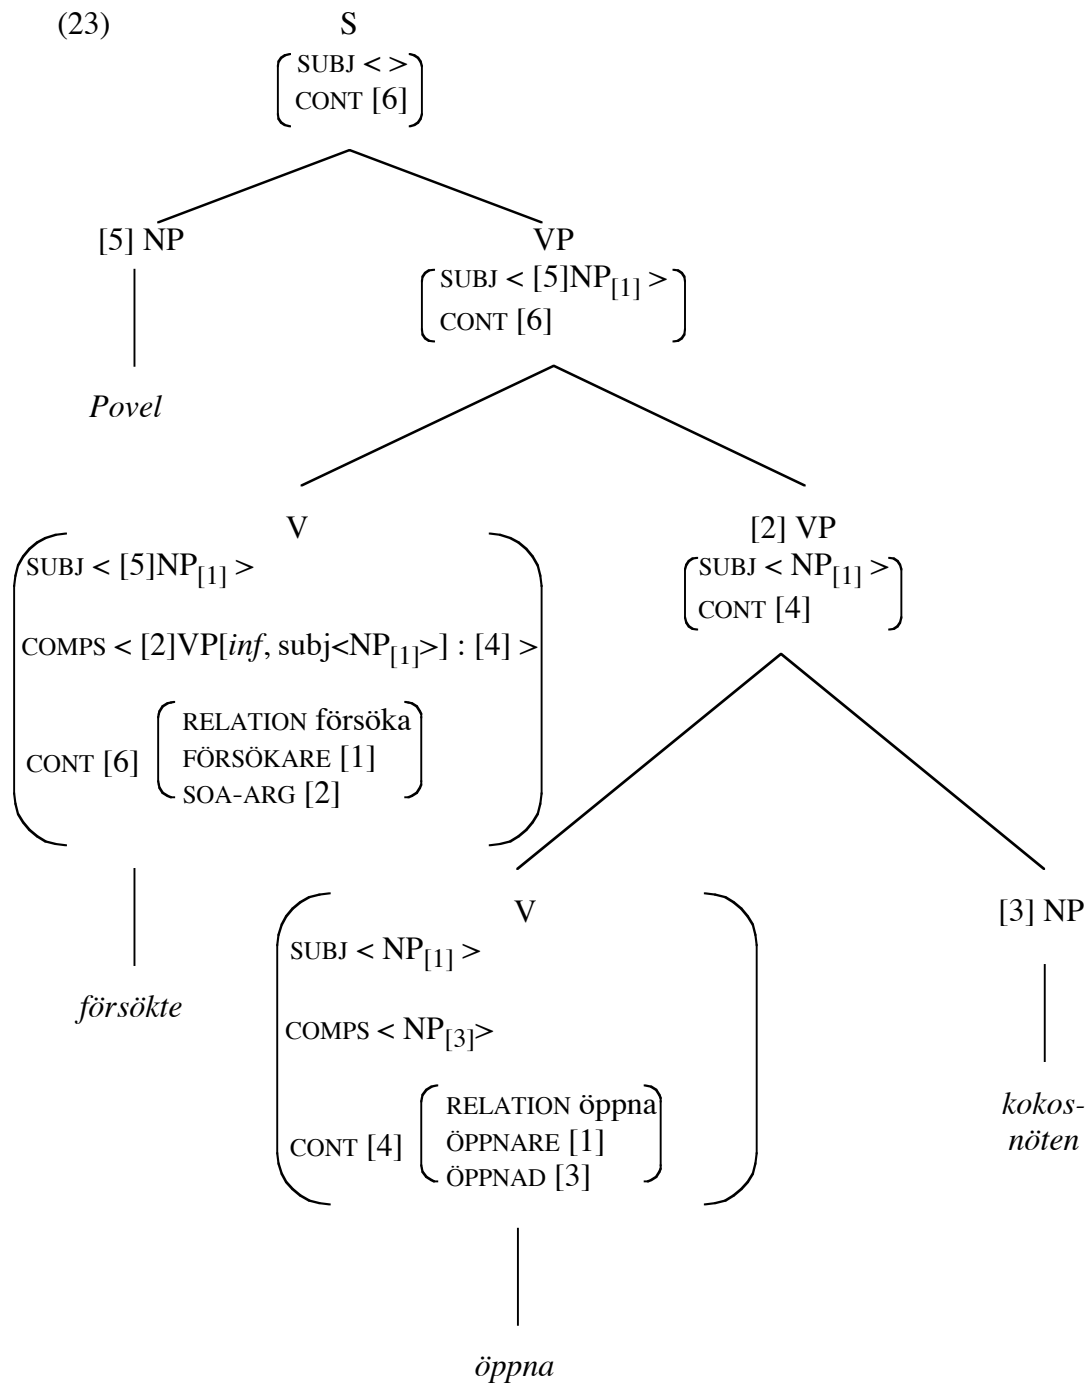 (23) S
SUBJ < >
CONT [6]
[5] NP VP
SUBJ < [5]NP[1] >
CONT [6]
Povel
V [2] VP
SUBJ < [5]NP[1] > SUBJ < NP[1] >
CONT [4]
COMPS < [2]VP[inf, subj<NP[1]>] : [4] >
RELATION försöka
CONT [6] FÖRSÖKARE [1]
SOA-ARG [2]
V [3] NP
SUBJ < NP[1] >
försökte
COMPS < NP[3]>
RELATION öppna kokos-
CONT [4] ÖPPNARE [1] nöten
ÖPPNAD [3]
öppna